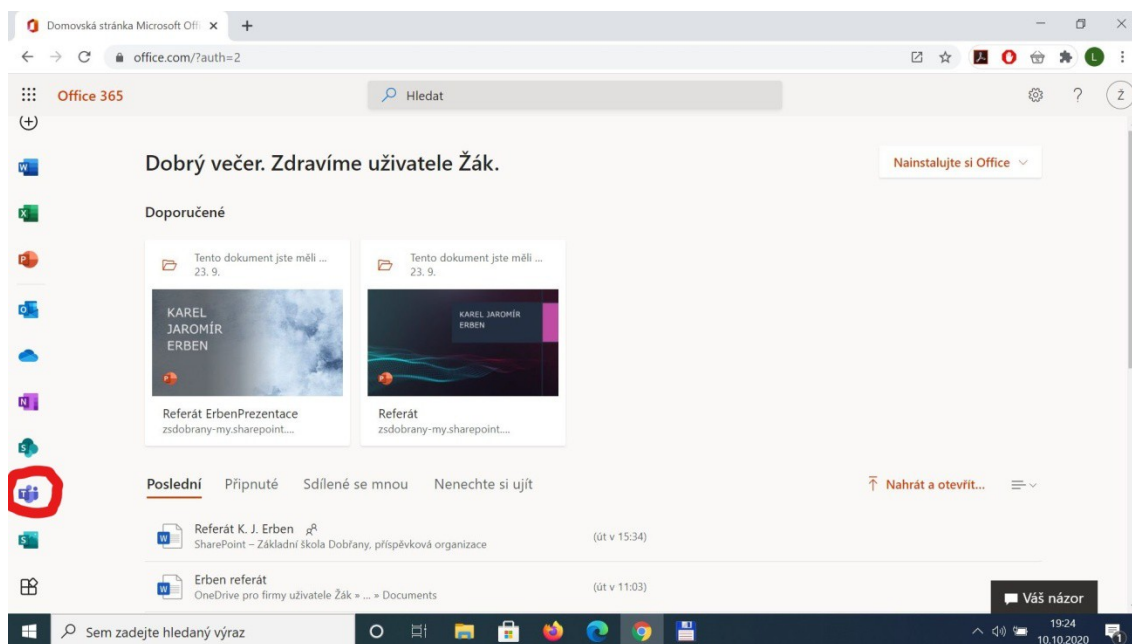 Domovská stránka Microsoft Offi
office.com/?auth=2
L
Office 365
Hledat
?
Ž
Dobrý večer. Zdravíme uživatele Žák.
Nainstalujte si Office
Doporučené
Tento dokument jste měli ...
23. 9.
KAREL
JAROMÍR
ERBEN
Referát ErbenPrezentace
zsdobrany-my.sharepoint....
Tento dokument jste měli ...
23. 9.
KAREL JAROMÍR
ERBEN
Referát
zsdobrany-my.sharepoint....
Poslední Připnuté Sdílené se mnou Nenechte si ujít
Nahrát a otevřít...
Referát K. J. Erben
(út v 15:34)
SharePoint – Základní škola Dobřany, příspěvková organizace
Erben referát
(út v 11:03)
OneDrive pro firmy uživatele Žák » ... » Documents
Váš názor
Sem zadejte hledaný výraz
19:24
10.10.2020